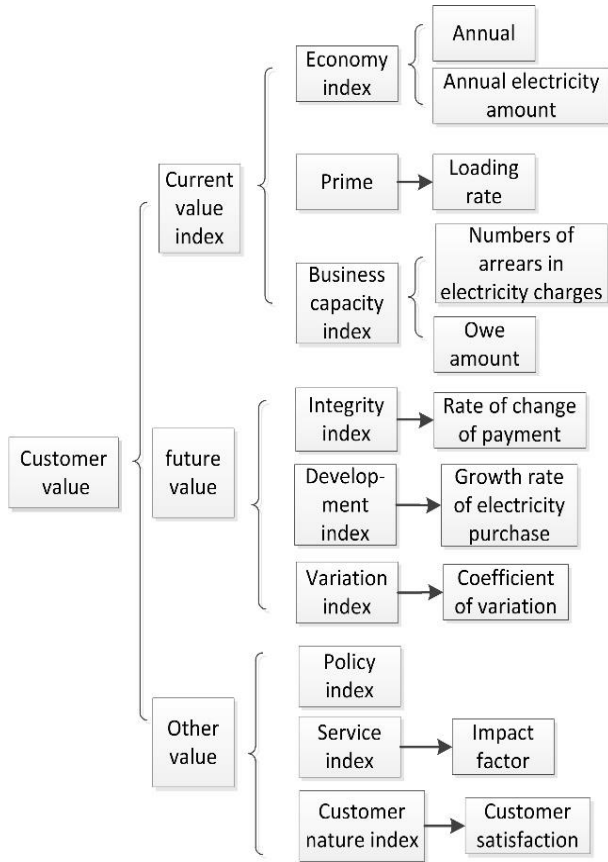 Annual
Economy
index
Annual electricity
amount
Current
value
index
Prime
Loading
rate
Numbers of
arrears in
electricity charges
Business
capacity
index
Owe
amount
Integrity
index
Rate of change
of payment
Customer
value
future
value
Develop-
ment index
Growth rate
of electricity
purchase
Variation
index
Coefficient
of variation
Policy
index
Other
value
Service
index
Impact
factor
Customer
nature index
Customer
satisfaction